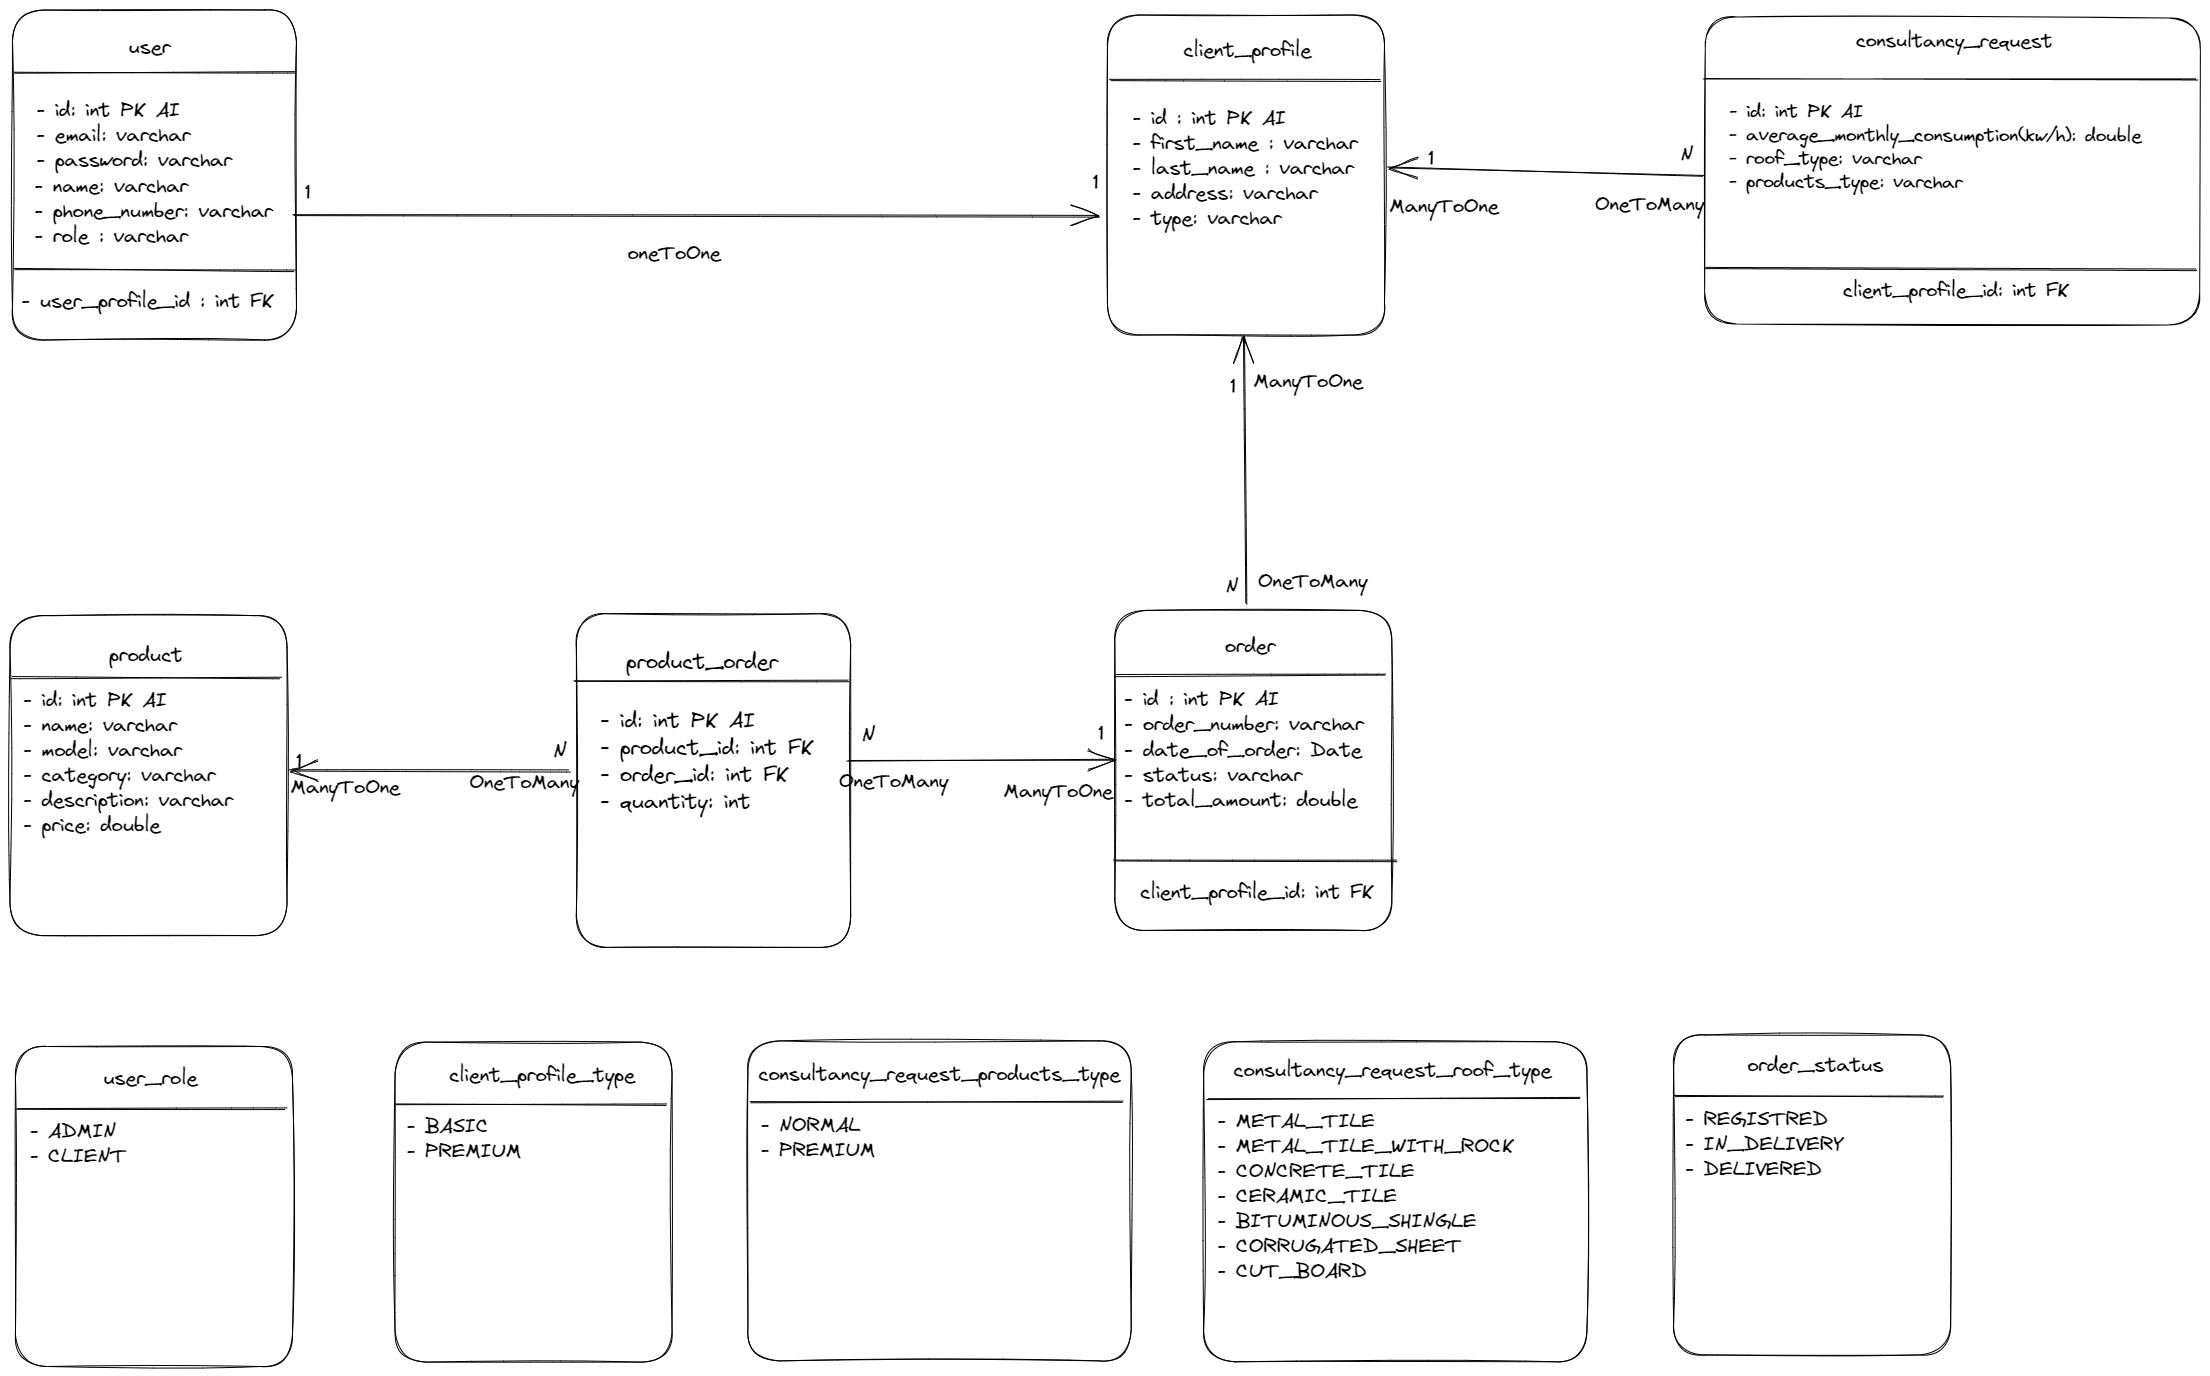 user
- id: int PK AI
- email: varchar
- password: varchar
- name: varchar
- phone_number: varchar
- role : varchar
- user_profile_id : int FK
1
1
oneToOne
client_profile
- id : int PK AI
- first_name : varchar
- last_name : varchar
- address: varchar
- type: varchar
1
N
ManyToOne
OneToMany
consultancy_request
- id: int PK AI
- average_monthly_consumption(kw/h): double
- roof_type: varchar
- products_type: varchar
client_profile_id: int FK
1
ManyToOne
N
OneToMany
product
- id: int PK AI
- name: varchar
- model: varchar
- category: varchar
- description: varchar
- price: double
1
N
ManyToOne
OneToMany
product_order
- id: int PK AI
- product_id: int FK
- order_id: int FK
- quantity: int
N
1
OneToMany
ManyToOne
order
- id : int PK AI
- order_number: varchar
- date_of_order: Date
- status: varchar
- total_amount: double
client_profile_id: int FK
user_role
- ADMIN
- CLIENT
client_profile_type
- BASIC
- PREMIUM
consultancy_request_products_type
- NORMAL
- PREMIUM
consultancy_request_roof_type
- METAL_TILE
- METAL_TILE_WITH_ROCK
- CONCRETE_TILE
- CERAMIC_TILE
- BITUMINOUS_SHINGLE
- CORRUGATED_SHEET
- CUT_BOARD
order_status
- REGISTRED
- IN_DELIVERY
- DELIVERED